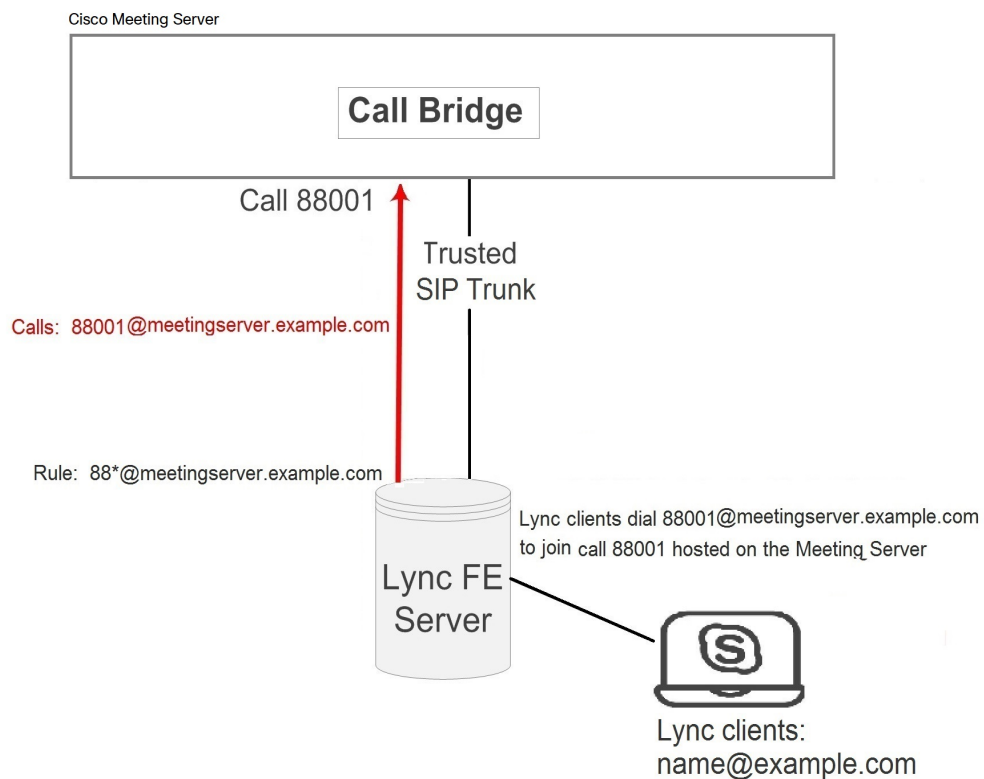 Cisco Meeting Server
Call Bridge
Call 88001
Trusted
SIP Trunk
Calls: 88001@meetingserver.example.com
Rule: 88*@meetingserver.example.com
Lync clients dial 88001@meetingserver.example.com
to join call 88001 hosted on the Meeting Server
Lync FE
Server
S
Lync clients:
name@example.com